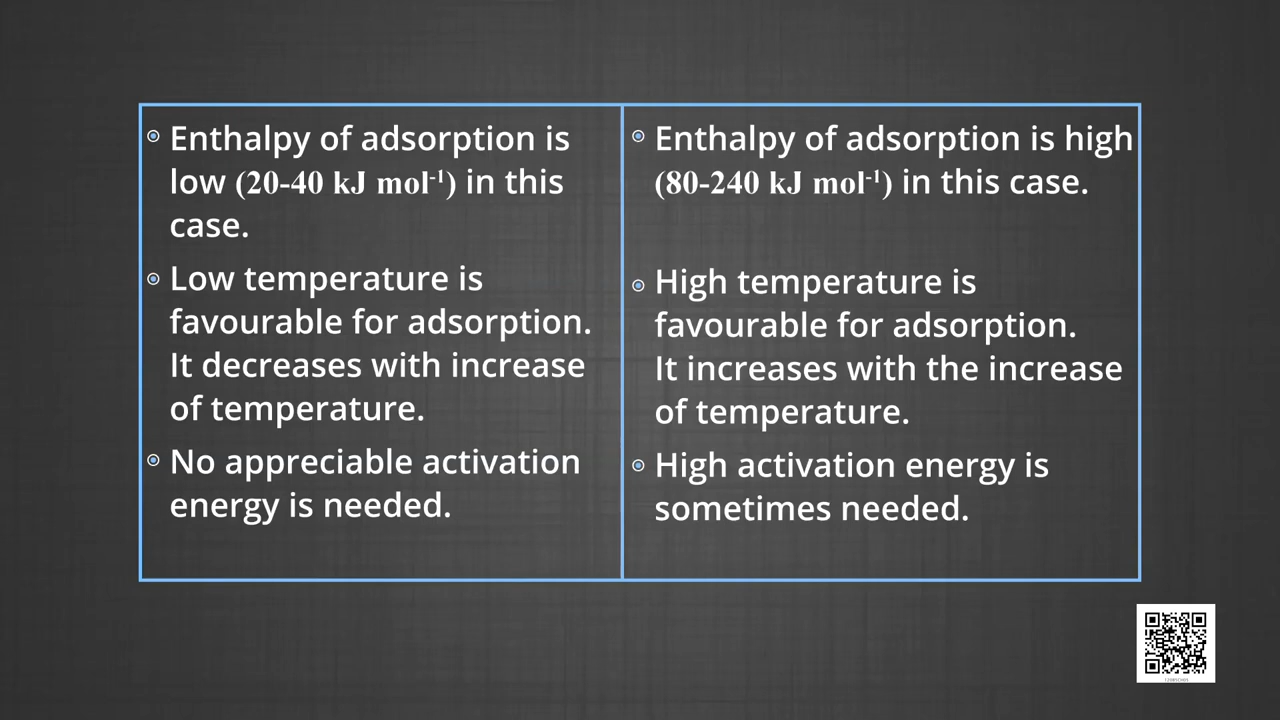 Enthalpy of adsorption is
low (20-40 kJ mol⁻¹) in this
case.
Low temperature is
favourable for adsorption.
It decreases with increase
of temperature.
No appreciable activation
energy is needed.
Enthalpy of adsorption is high
(80-240 kJ mol⁻¹) in this case.
High temperature is
favourable for adsorption.
It increases with the increase
of temperature.
High activation energy is
sometimes needed.